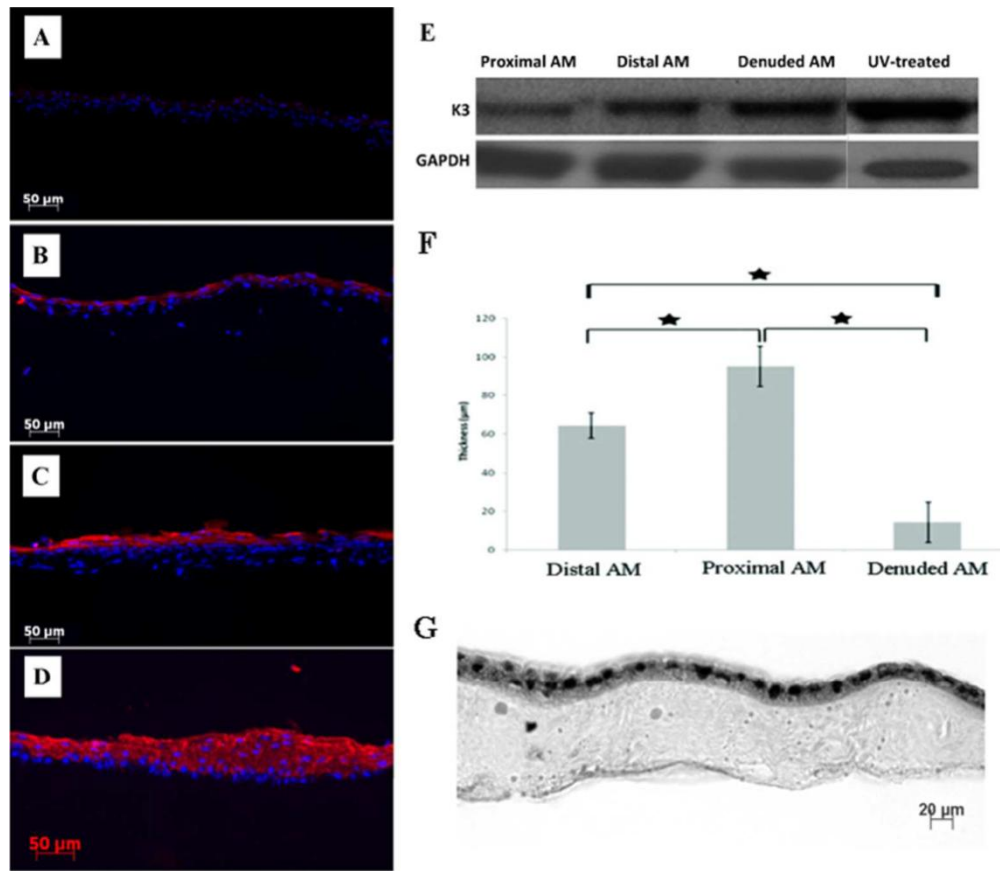 A
50 µm
B
50 µm
C
50 µm
D
50 µm
E
Proximal AM Distal AM Denuded AM UV-treated
K3
GAPDH
F
120
100
80
60
40
20
0
Thickness (µm)
Distal AM Proximal AM Denuded AM
G
20 µm